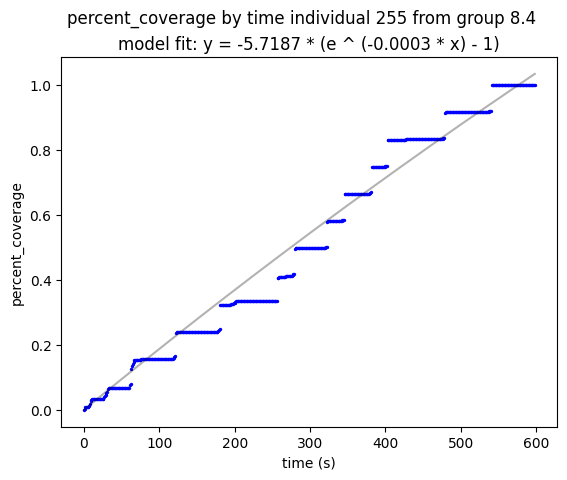 percent_coverage by time individual 255 from group 8.4
model fit: y = -5.7187 * (e ^ (-0.0003 * x) - 1)
1.0
0.8
0.6
0.4
0.2
0.0
percent_coverage
0 100 200 300 400 500 600
time (s)